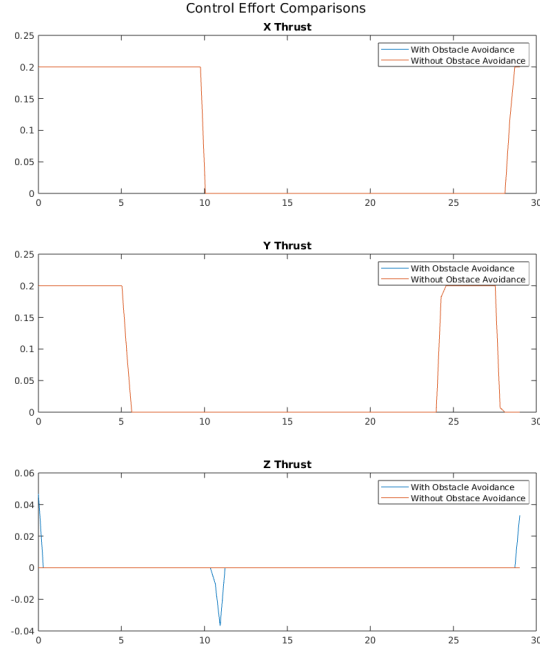 Control Effort Comparisons
X Thrust
0.25
0.2
0.15
0.1
0.05
0
With Obstacle Avoidance
Without Obstace Avoidance
0 5 10 15 20 25 30
Y Thrust
0.25
0.2
0.15
0.1
0.05
0
With Obstacle Avoidance
Without Obstace Avoidance
0 5 10 15 20 25 30
Z Thrust
0.06
0.04
0.02
0
-0.02
-0.04
With Obstacle Avoidance
Without Obstace Avoidance
0 5 10 15 20 25 30